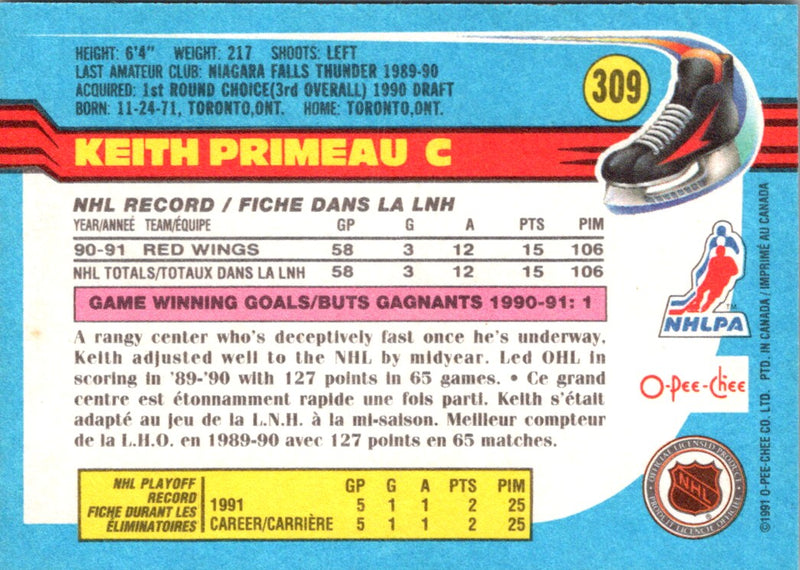 HEIGHT: 6'4" WEIGHT: 217 SHOOTS: LEFT
LAST AMATEUR CLUB: NIAGARA FALLS THUNDER 1989-90
ACQUIRED: 1st ROUND CHOICE(3rd OVERALL) 1990 DRAFT
BORN: 11-24-71, TORONTO,ONT. HOME: TORONTO,ONT.
309
KEITH PRIMEAU C
NHL RECORD / FICHE DANS LA LNH
YEAR/ANNEÉ TEAM/ÉQUIPE GP G A PTS PIM
90-91 RED WINGS 58 3 12 15 106
NHL TOTALS/TOTAUX DANS LA LNH 58 3 12 15 106
GAME WINNING GOALS/BUTS GAGNANTS 1990-91: 1
A rangy center who's deceptively fast once he's underway.
Keith adjusted well to the NHL by midyear. Led OHL in
scoring in '89-'90 with 127 points in 65 games. • Ce grand
centre est étonnament rapide une fois parti. Keith s'était
adapté au jeu de la L.N.H. à la mi-saison. Meilleur compteur
de la L.H.O. en 1989-90 avec 127 points en 65 matches.
NHL PLAYOFF
RECORD
FICHE DURANT LES
ÉLIMINATOIRES
GP G A PTS PIM
1991 5 1 1 2 25
CAREER/CARRIÈRE 5 1 1 2 25
NHLPA
TM
O-Pee-Chee
OFFICIAL LICENSED PRODUCT
NHL
PRODUIT LICENCIÉ OFFICIEL
©1991 O-PEE-CHEE CO. LTD. PTD. IN CANADA / IMPRIMÉ AU CANADA